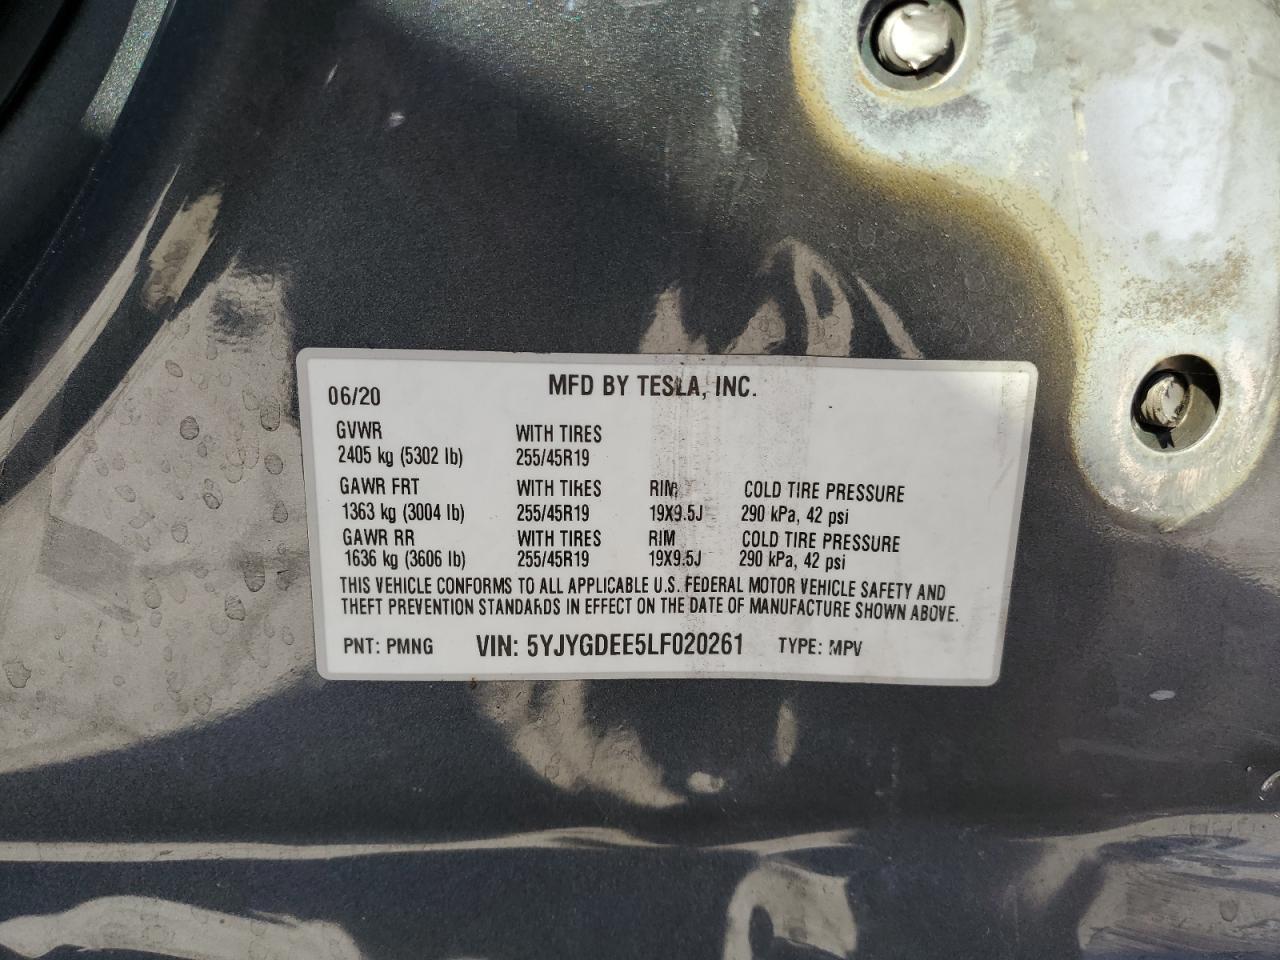 06/20 MFD BY TESLA, INC.
GVWR WITH TIRES
2405 kg (5302 lb) 255/45R19
GAWR FRT WITH TIRES RIM COLD TIRE PRESSURE
1363 kg (3004 lb) 255/45R19 19X9.5J 290 kPa, 42 psi
GAWR RR WITH TIRES RIM COLD TIRE PRESSURE
1636 kg (3606 lb) 255/45R19 19X9.5J 290 kPa, 42 psi
THIS VEHICLE CONFORMS TO ALL APPLICABLE U.S. FEDERAL MOTOR VEHICLE SAFETY AND
THEFT PREVENTION STANDARDS IN EFFECT ON THE DATE OF MANUFACTURE SHOWN ABOVE.
PNT: PMNG VIN: 5YJYGDEE5LF020261 TYPE: MPV